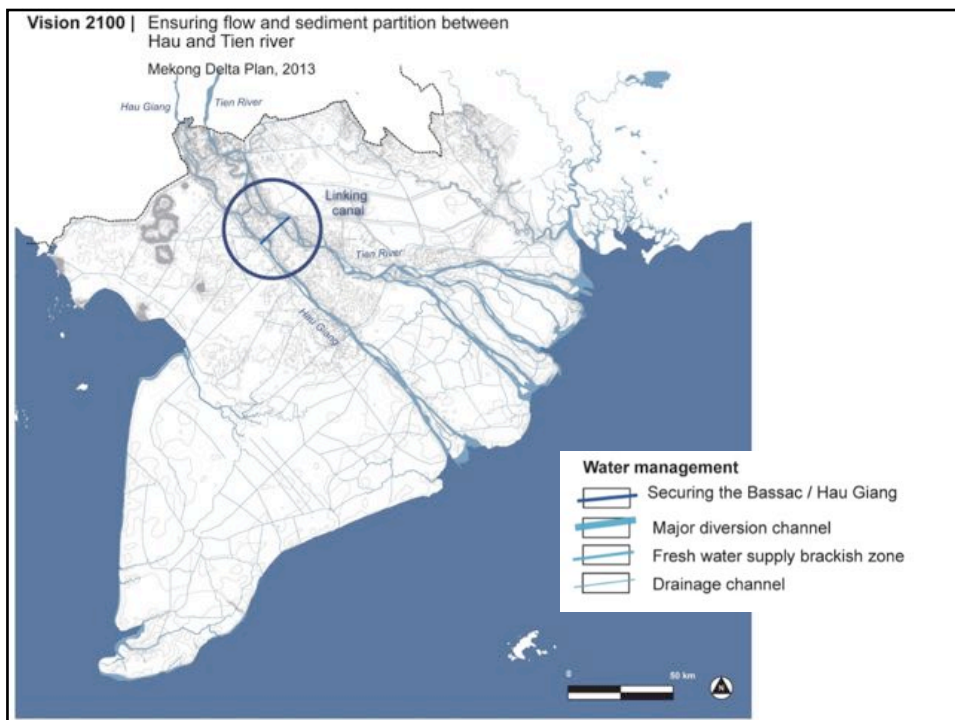 Vision 2100 | Ensuring flow and sediment partition between
Hau and Tien river
Mekong Delta Plan, 2013
Hau Giang
Tien River
Linking
canal
Tien River
Hau Giang
Water management
Securing the Bassac / Hau Giang
Major diversion channel
Fresh water supply brackish zone
Drainage channel
0
50 km
N